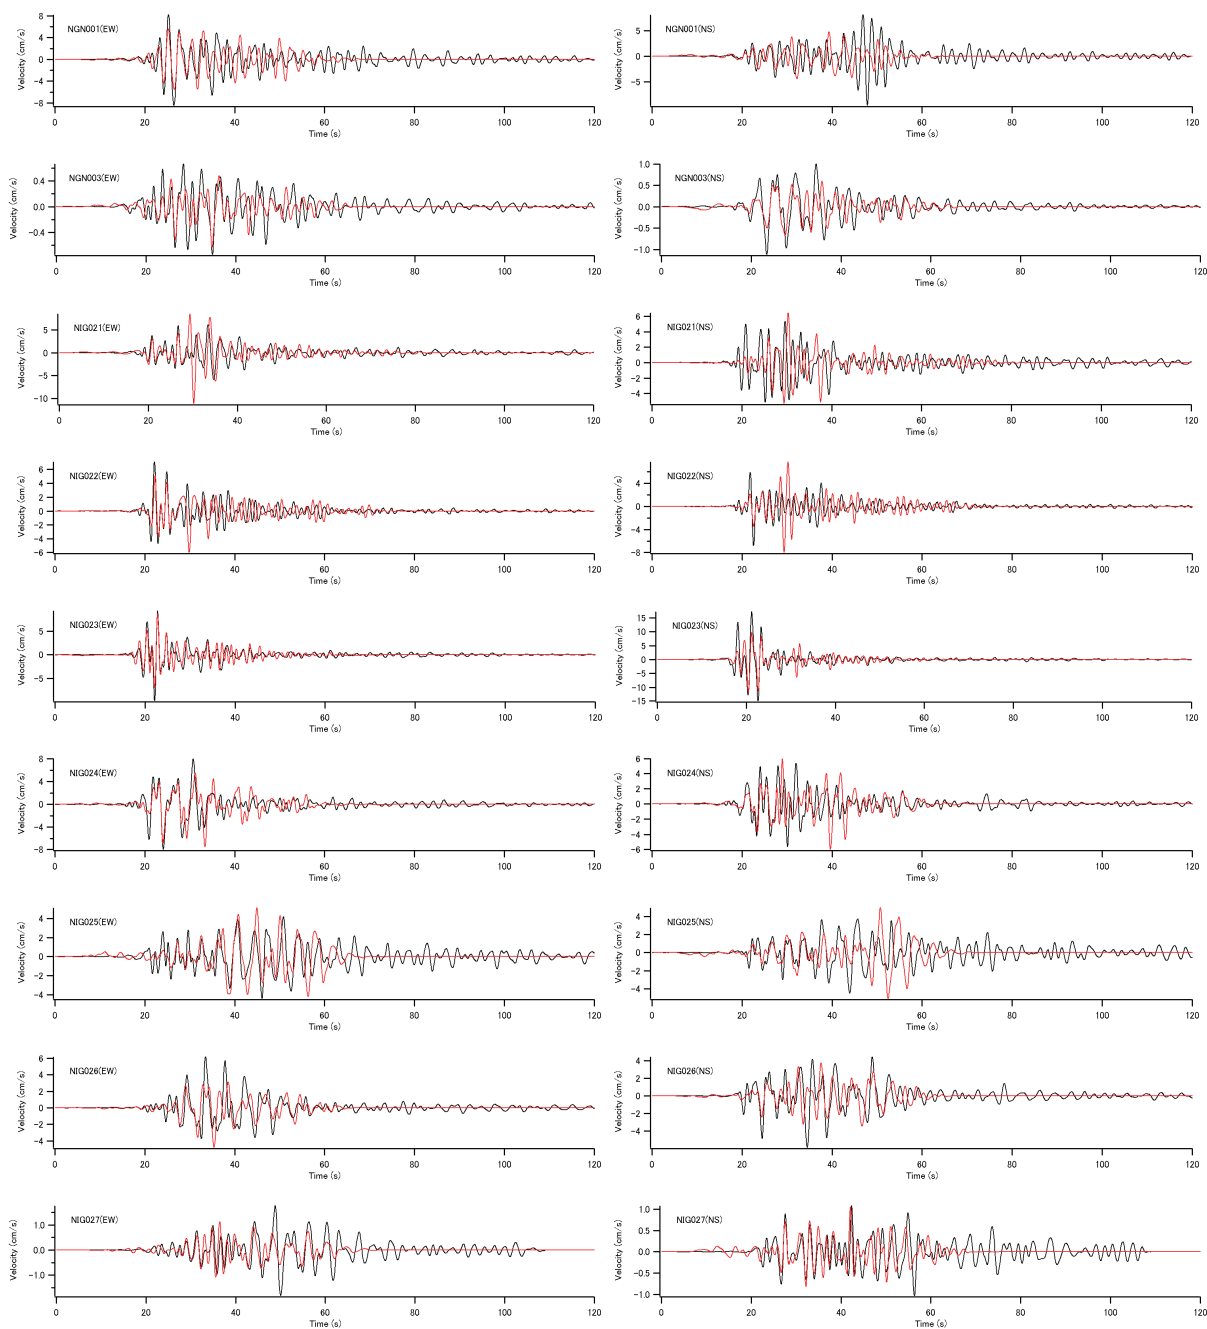 NGN001(EW)
Velocity (cm/s)
8
4
0
-4
-8
0 20 40 60 80 100 120
Time (s)
NGN001(NS)
Velocity (cm/s)
5
0
-5
0 20 40 60 80 100 120
Time (s)
NGN003(EW)
Velocity (cm/s)
0.4
0.0
-0.4
0 20 40 60 80 100 120
Time (s)
NGN003(NS)
Velocity (cm/s)
1.0
0.5
0.0
-0.5
-1.0
0 20 40 60 80 100 120
Time (s)
NIG021(EW)
Velocity (cm/s)
5
0
-5
-10
0 20 40 60 80 100 120
Time (s)
NIG021(NS)
Velocity (cm/s)
6
4
2
0
-2
-4
0 20 40 60 80 100 120
Time (s)
NIG022(EW)
Velocity (cm/s)
6
4
2
0
-2
-4
-6
0 20 40 60 80 100 120
Time (s)
NIG022(NS)
Velocity (cm/s)
4
0
-4
-8
0 20 40 60 80 100 120
Time (s)
NIG023(EW)
Velocity (cm/s)
5
0
-5
0 20 40 60 80 100 120
Time (s)
NIG023(NS)
Velocity (cm/s)
15
10
5
0
-5
-10
-15
0 20 40 60 80 100 120
Time (s)
NIG024(EW)
Velocity (cm/s)
8
4
0
-4
-8
0 20 40 60 80 100 120
Time (s)
NIG024(NS)
Velocity (cm/s)
6
4
2
0
-2
-4
-6
0 20 40 60 80 100 120
Time (s)
NIG025(EW)
Velocity (cm/s)
4
2
0
-2
-4
0 20 40 60 80 100 120
Time (s)
NIG025(NS)
Velocity (cm/s)
4
2
0
-2
-4
0 20 40 60 80 100 120
Time (s)
NIG026(EW)
Velocity (cm/s)
6
4
2
0
-2
-4
0 20 40 60 80 100 120
Time (s)
NIG026(NS)
Velocity (cm/s)
4
2
0
-2
-4
0 20 40 60 80 100 120
Time (s)
NIG027(EW)
Velocity (cm/s)
1.0
0.0
-1.0
0 20 40 60 80 100 120
Time (s)
NIG027(NS)
Velocity (cm/s)
1.0
0.5
0.0
-0.5
-1.0
0 20 40 60 80 100 120
Time (s)